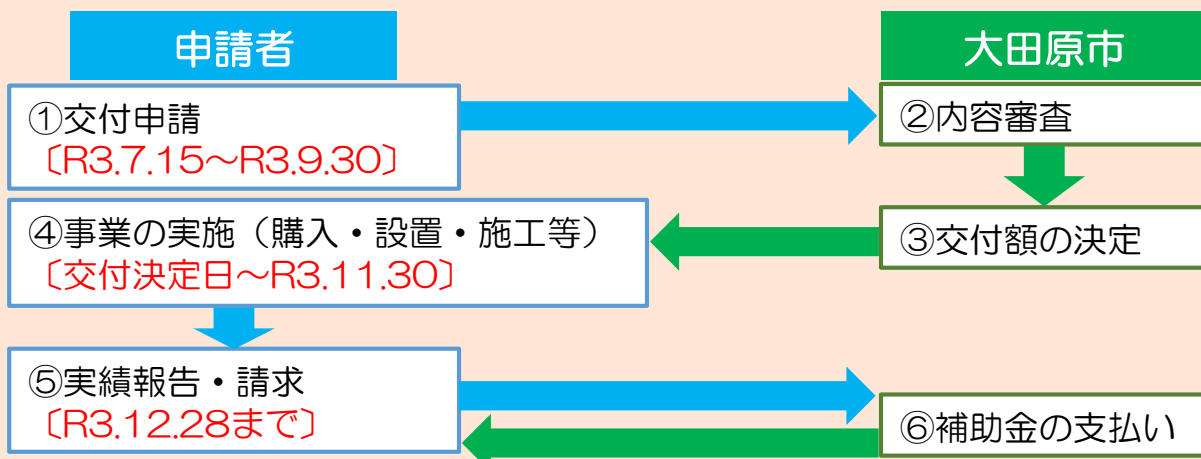 申請者
大田原市
①交付申請
〔R3.7.15～R3.9.30〕
②内容審査
③交付額の決定
④事業の実施（購入・設置・施工等）
〔交付決定日～R3.11.30〕
⑤実績報告・請求
〔R3.12.28まで〕
⑥補助金の支払い